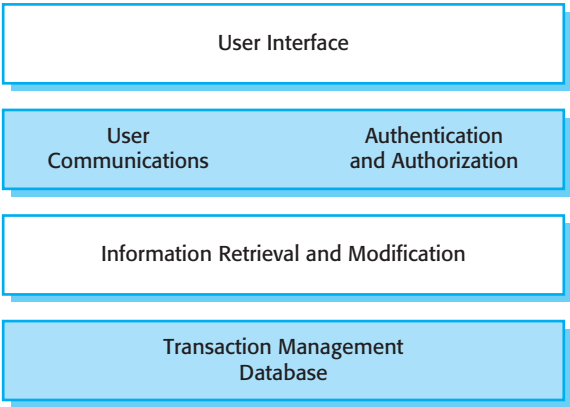 User Interface
User
Communications
Authentication
and Authorization
Information Retrieval and Modification
Transaction Management
Database